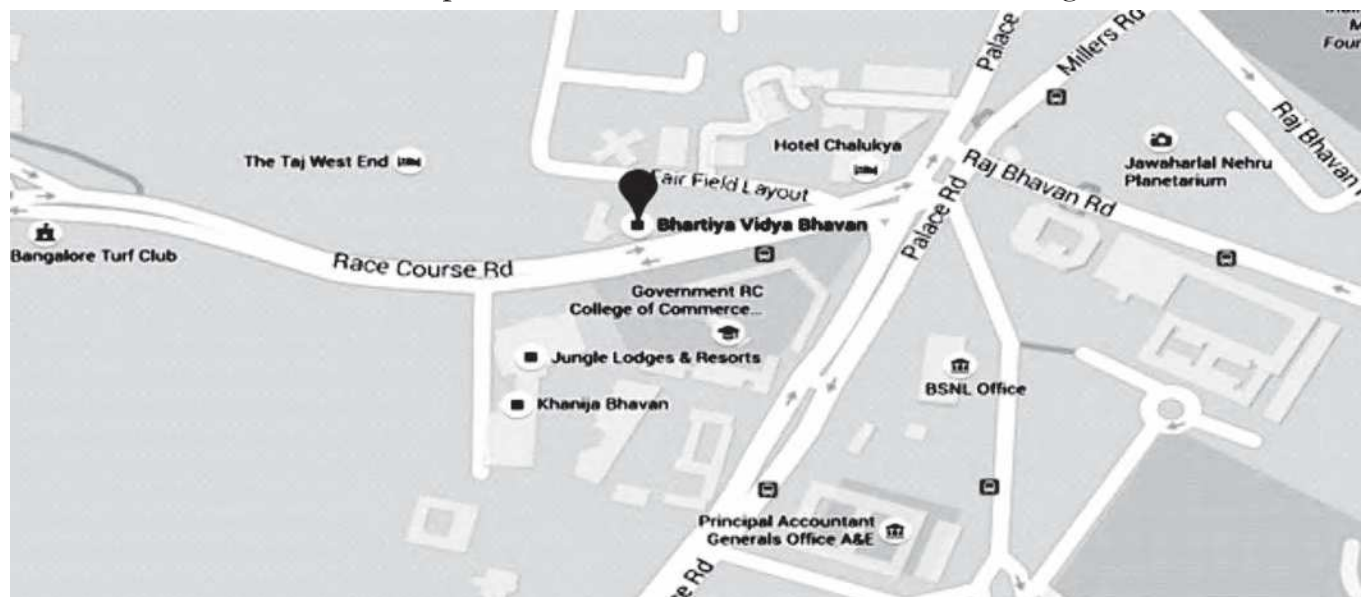 Palace
Millers Rd
Raj Bhavan
Hotel Chalukya
The Taj West End
Jawaharlal Nehru
Planetarium
Fair Field Layout
Raj Bhavan Rd
Bhartiya Vidya Bhavan
Palace Rd
Bangalore Turf Club
Race Course Rd
Government RC
College of Commerce...
Jungle Lodges & Resorts
BSNL Office
Khanija Bhavan
Principal Accountant
Generals Office A&E
Rd